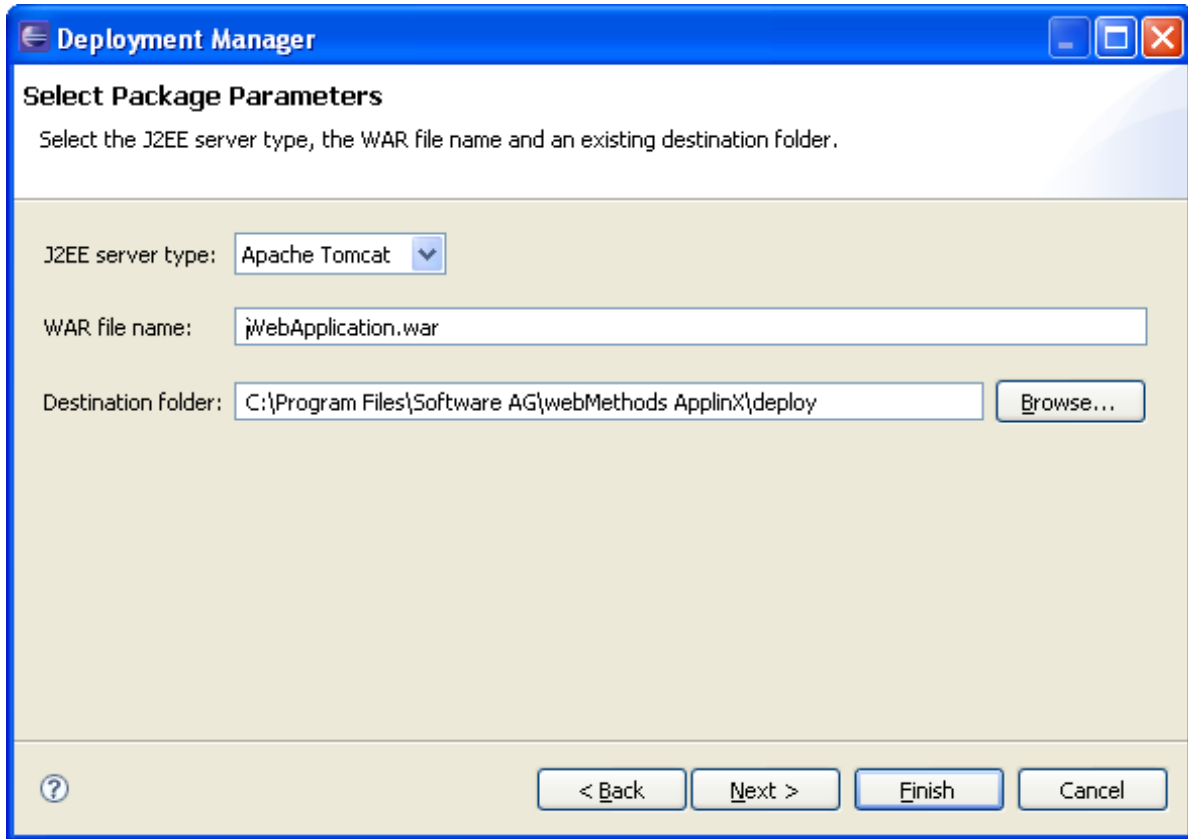 Deployment Manager
Select Package Parameters
Select the J2EE server type, the WAR file name and an existing destination folder.
J2EE server type: Apache Tomcat
WAR file name: jWebApplication.war
Destination folder: C:\Program Files\Software AG\webMethods ApplinX\deploy Browse...
? < Back Next > Finish Cancel